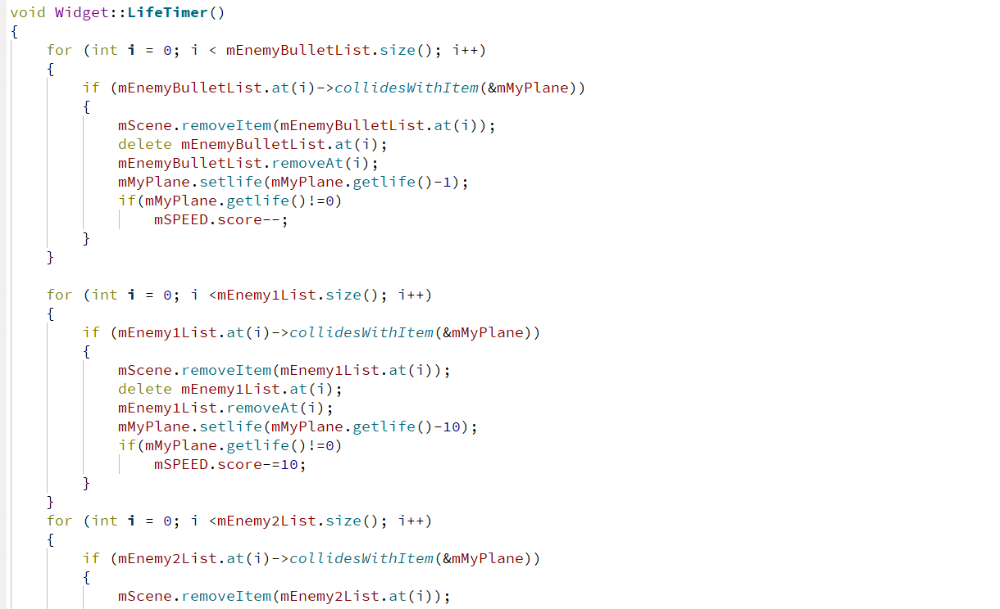 void Widget::LifeTimer()
{
    for (int i = 0; i < mEnemyBulletList.size(); i++)
    {
        if (mEnemyBulletList.at(i)->collidesWithItem(&mMyPlane))
        {
            mScene.removeItem(mEnemyBulletList.at(i));
            delete mEnemyBulletList.at(i);
            mEnemyBulletList.removeAt(i);
            mMyPlane.setlife(mMyPlane.getlife()-1);
            if(mMyPlane.getlife()!=0)
                mSPEED.score--;
        }
    }

    for (int i = 0; i <mEnemy1List.size(); i++)
    {
        if (mEnemy1List.at(i)->collidesWithItem(&mMyPlane))
        {
            mScene.removeItem(mEnemy1List.at(i));
            delete mEnemy1List.at(i);
            mEnemy1List.removeAt(i);
            mMyPlane.setlife(mMyPlane.getlife()-10);
            if(mMyPlane.getlife()!=0)
                mSPEED.score-=10;
        }
    }
    for (int i = 0; i <mEnemy2List.size(); i++)
    {
        if (mEnemy2List.at(i)->collidesWithItem(&mMyPlane))
        {
            mScene.removeItem(mEnemy2List.at(i));